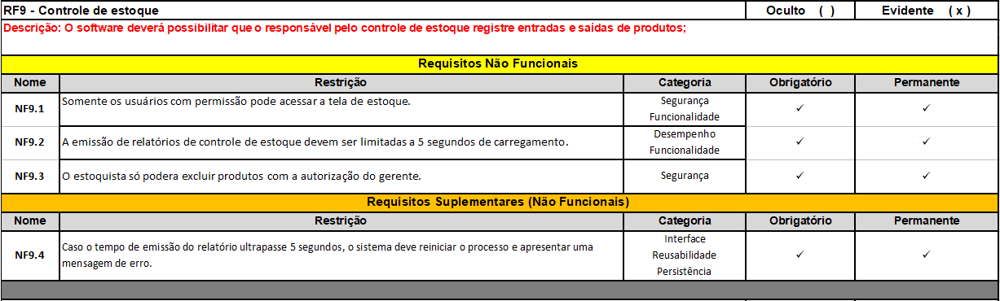 RF9 - Controle de estoque Oculto ( ) Evidente ( x )
Descrição: O software deverá possibilitar que o responsável pelo controle de estoque registre entradas e saídas de produtos;
Requisitos Não Funcionais
Nome Restrição Categoria Obrigatório Permanente
NF9.1 Somente os usuários com permissão pode acessar a tela de estoque. Segurança
Funcionalidade ✓ ✓
NF9.2 A emissão de relatórios de controle de estoque devem ser limitadas a 5 segundos de carregamento. Desempenho
Funcionalidade ✓ ✓
NF9.3 O estoquista só podera excluir produtos com a autorização do gerente. Segurança ✓ ✓
Requisitos Suplementares (Não Funcionais)
Nome Restrição Categoria Obrigatório Permanente
NF9.4 Caso o tempo de emissão do relatório ultrapasse 5 segundos, o sistema deve reiniciar o processo e apresentar uma
mensagem de erro. Interface
Reusabilidade
Persistência ✓ ✓